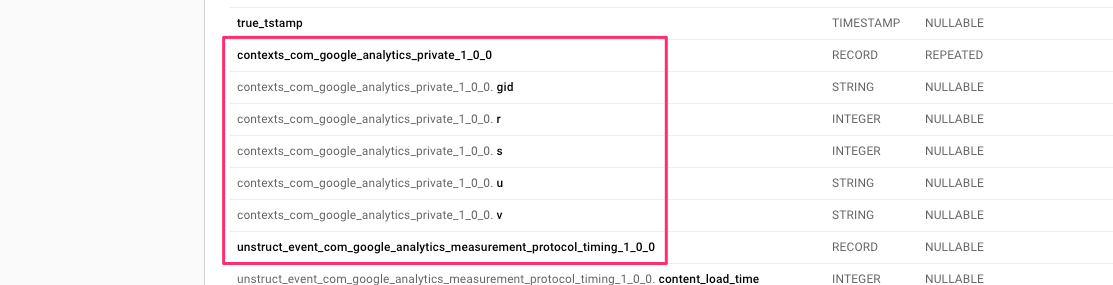 true_tstamp TIMESTAMP NULLABLE
contexts_com_google_analytics_private_1_0_0 RECORD REPEATED
contexts_com_google_analytics_private_1_0_0. gid STRING NULLABLE
contexts_com_google_analytics_private_1_0_0. r INTEGER NULLABLE
contexts_com_google_analytics_private_1_0_0. s INTEGER NULLABLE
contexts_com_google_analytics_private_1_0_0. u STRING NULLABLE
contexts_com_google_analytics_private_1_0_0. v STRING NULLABLE
unstruct_event_com_google_analytics_measurement_protocol_timing_1_0_0 RECORD NULLABLE
unstruct_event_com_google_analytics_measurement_protocol_timing_1_0_0. content_load_time INTEGER NULLABLE